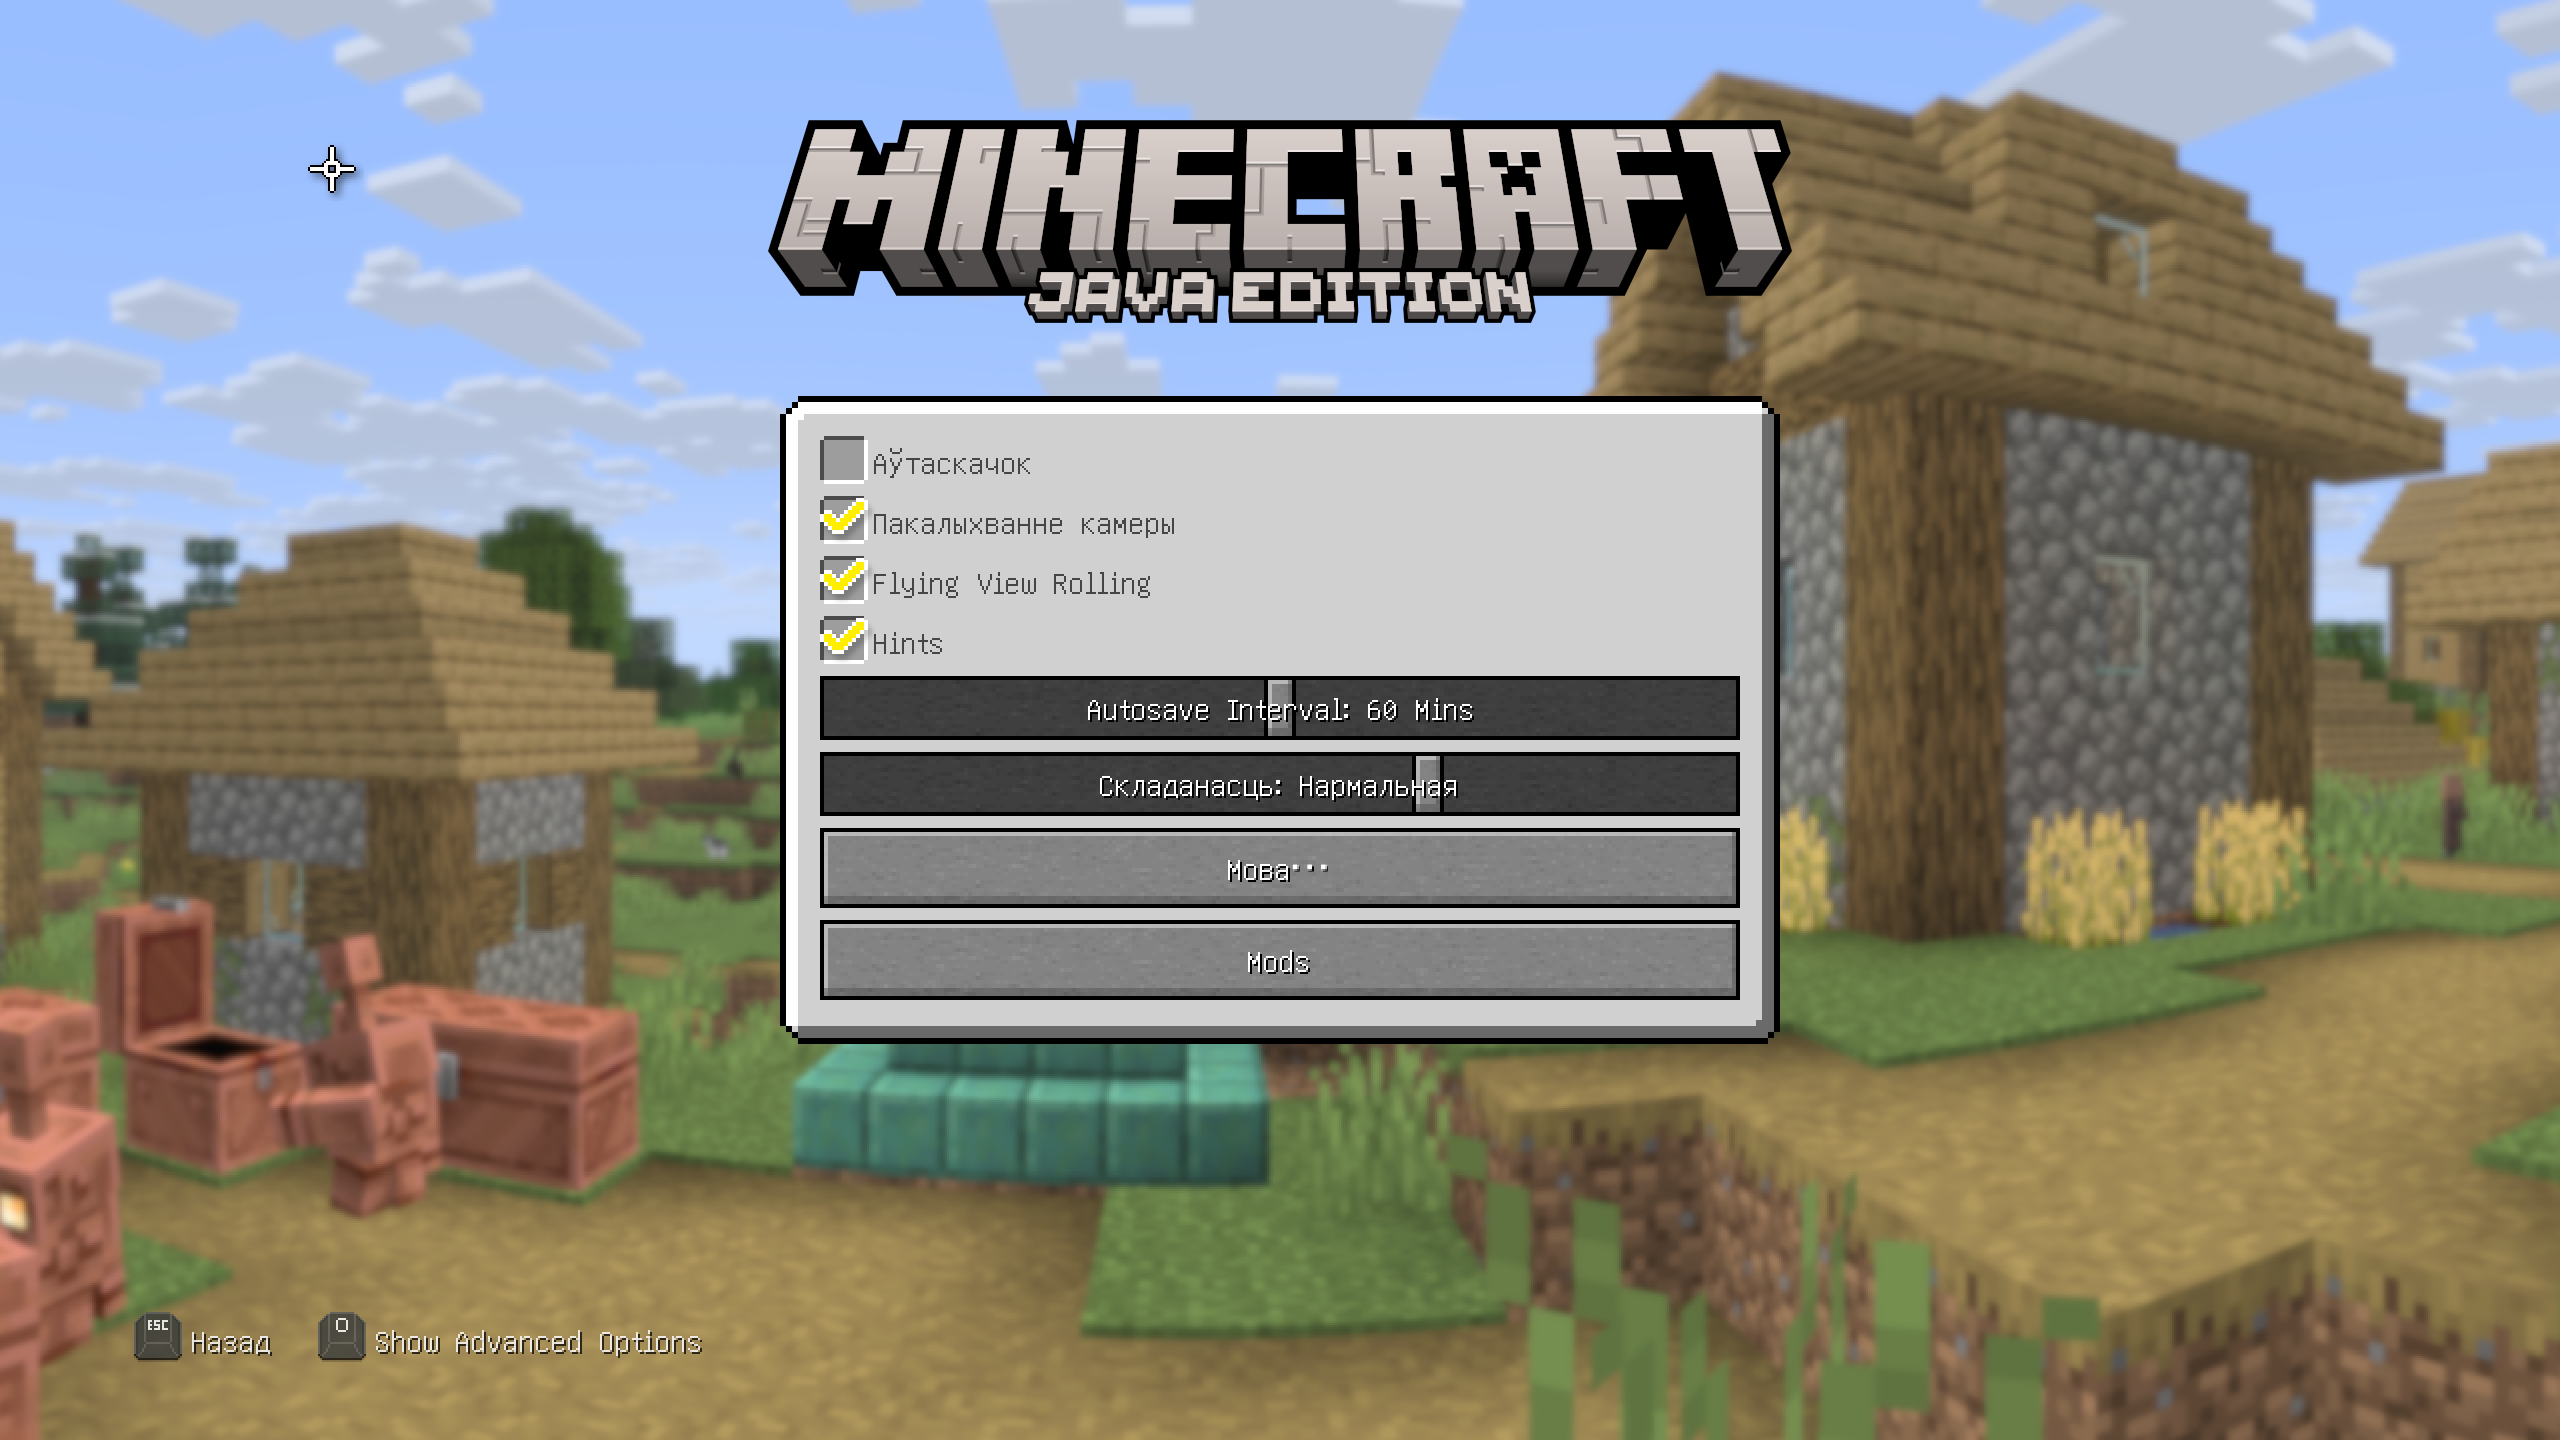 MINECRAFT
JAVA EDITION
Аўтаскачок
Пакалыхванне камеры
Flying View Rolling
Hints
Autosave Interval: 60 Mins
Складанасць: Нармальная
Мова...
Mods
ESC Назад O Show Advanced Options